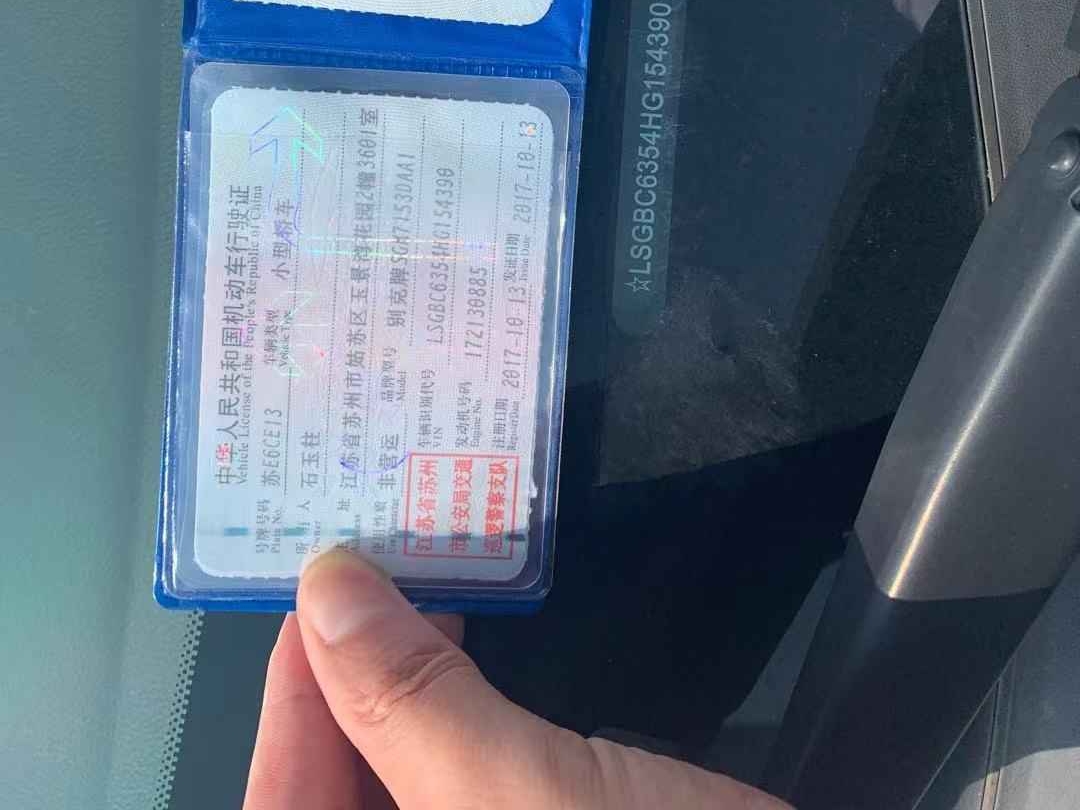 中华人民共和国机动车行驶证
Vehicle License of the People's Republic of China
号牌号码 苏E6CE13 车辆类型 小型轿车
Plate No. Vehicle Type
所有人 石玉柱
Owner
址 江苏省苏州市姑苏区玉景湾花园2幢3601室
使用性质 非营运 品牌型号 别克牌SGM7153DAA1
Model
车辆识别代号 LSGBC6354HG154390
VIN
发动机号码 172130885
Engine No.
注册日期 2017-10-13 发证日期 2017-10-13
Register Date Issue Date
江苏省苏州
市公安局交通
巡逻警察支队
☆LSGBC6354HG154390